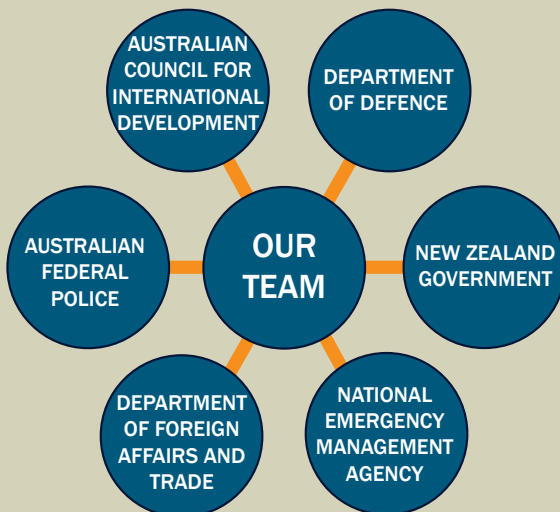 AUSTRALIAN
COUNCIL FOR
INTERNATIONAL
DEVELOPMENT
DEPARTMENT
OF DEFENCE
AUSTRALIAN
FEDERAL
POLICE
OUR
TEAM
NEW ZEALAND
GOVERNMENT
DEPARTMENT
OF FOREIGN
AFFAIRS AND
TRADE
NATIONAL
EMERGENCY
MANAGEMENT
AGENCY